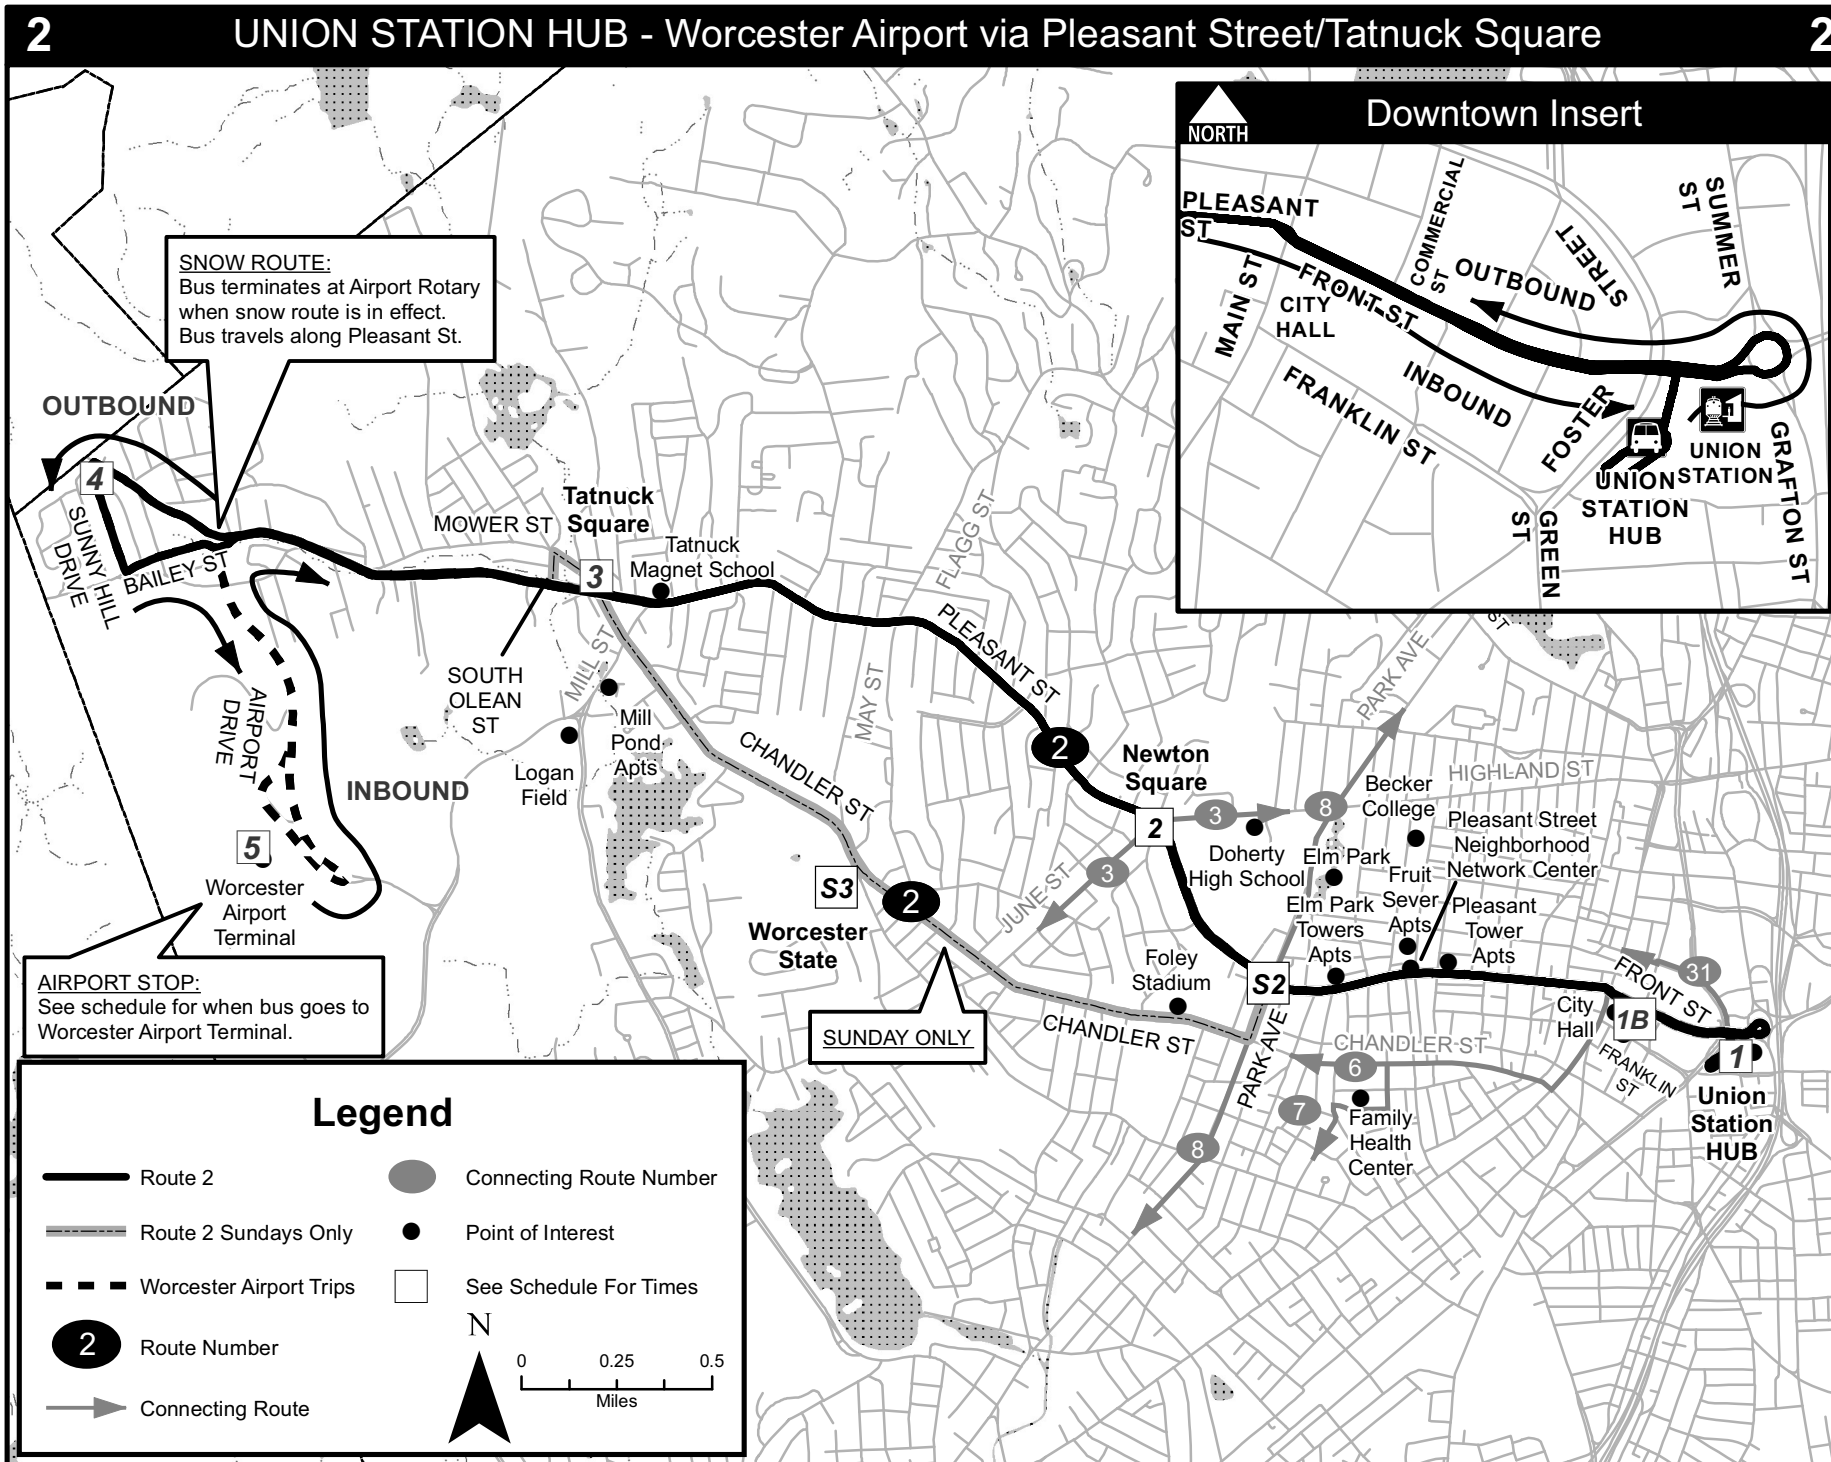 2
UNION STATION HUB - Worcester Airport via Pleasant Street/Tatnuck Square
2
NORTH
Downtown Insert
PLEASANT
ST
COMMERCIAL
ST
STREET
SUMMER
ST
OUTBOUND
MAIN ST
FRONT ST
CITY
HALL
INBOUND
FRANKLIN ST
FOSTER
UNION
STATION
UNION
STATION
HUB
GRAFTON ST
GREEN
ST
SNOW ROUTE:
Bus terminates at Airport Rotary
when snow route is in effect.
Bus travels along Pleasant St.
OUTBOUND
4
SUNNY HILL
DRIVE
BAILEY ST
MOWER ST
Tatnuck
Square
3
Tatnuck
Magnet School
FLAGG ST
PLEASANT ST
SOUTH
OLEAN
ST
MILL ST
MAY ST
AIRPORT
DRIVE
INBOUND
Mill
Pond
Apts
Logan
Field
CHANDLER ST
2
Newton
Square
2
3
8
PARK AVE
ST
HIGHLAND ST
Becker
College
Pleasant Street
Neighborhood
Network Center
Doherty
High School
Elm Park
Fruit
Sever
Apts
Elm Park
Towers
Apts
Pleasant
Tower
Apts
3
JUNE ST
5
Worcester
Airport
Terminal
S3
2
Worcester
State
Foley
Stadium
S2
FRONT ST
31
City
Hall
1B
FRANKLIN
ST
1
Union
Station
HUB
AIRPORT STOP:
See schedule for when bus goes to
Worcester Airport Terminal.
SUNDAY ONLY
CHANDLER ST
PARK AVE
CHANDLER ST
6
7
Family
Health
Center
8
Legend
Route 2
Connecting Route Number
Route 2 Sundays Only
Point of Interest
Worcester Airport Trips
See Schedule For Times
2
Route Number
Connecting Route
N
0 0.25 0.5
Miles